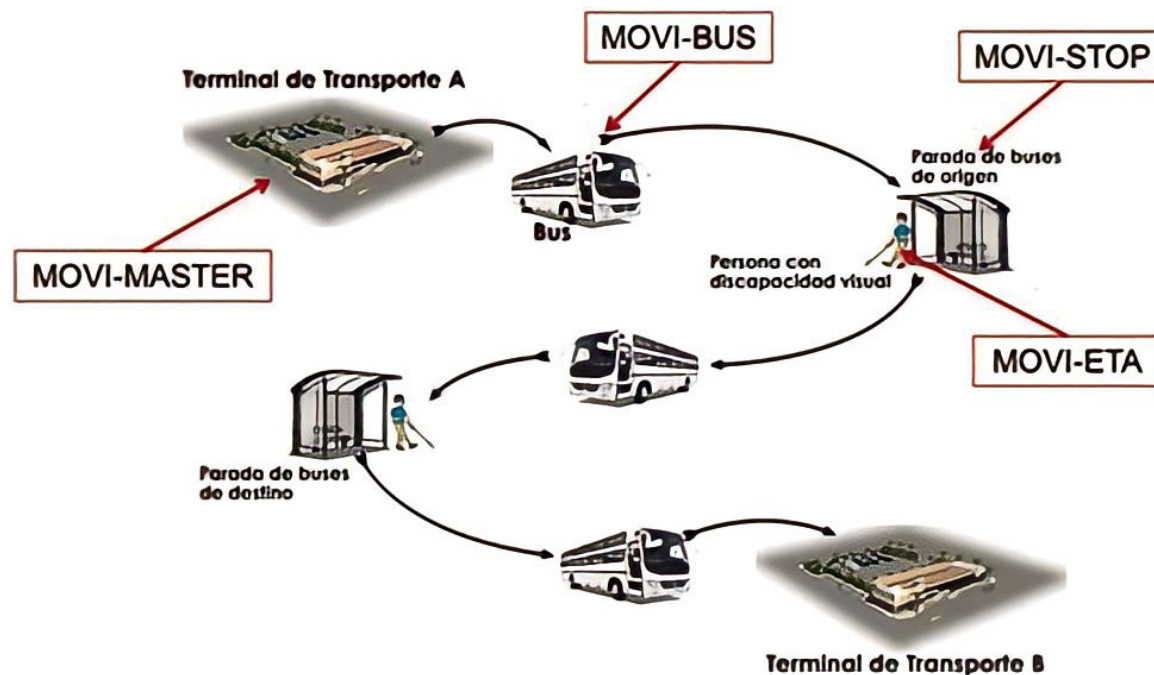 MOVI-BUS
MOVI-STOP
Terminal de Transporte A
Parada de buses
de origen
Bus
MOVI-MASTER
Persona con
discapacidad visual
MOVI-ETA
Parada de buses
de destino
Terminal de Transporte B